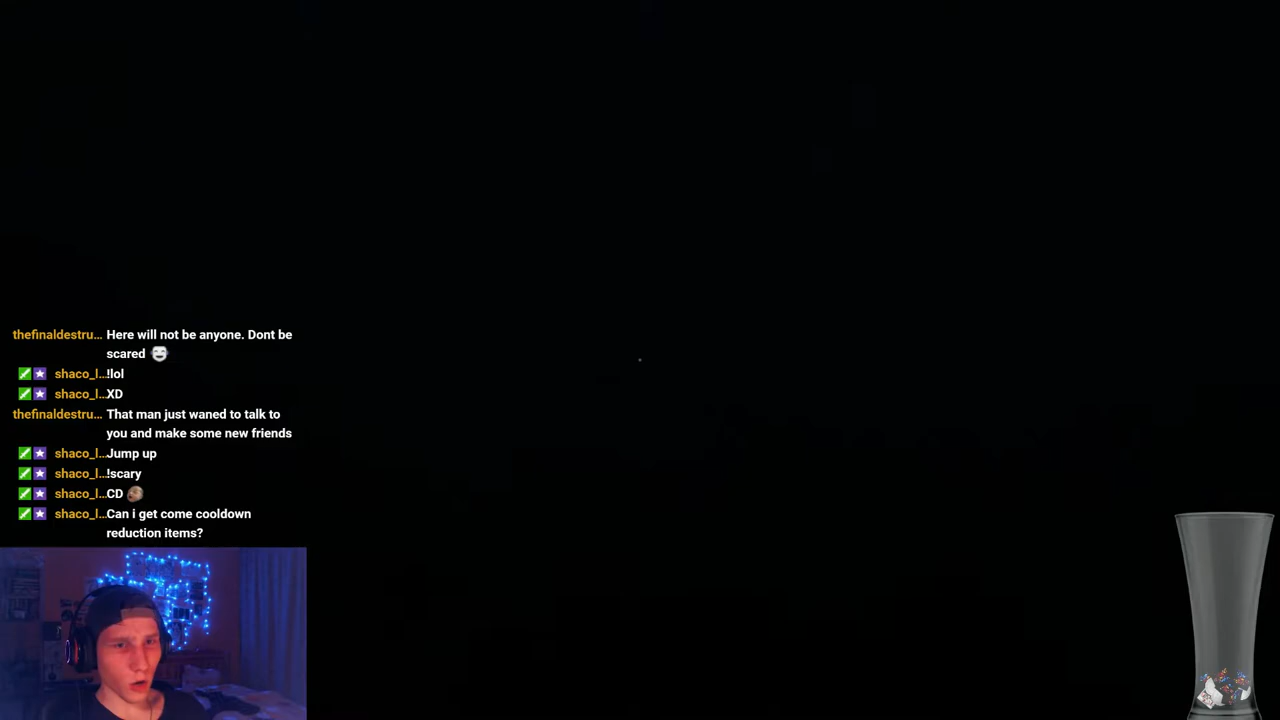 thefinaldestru... Here will not be anyone. Dont be
scared
shaco_l... !lol
shaco_l... XD
thefinaldestru... That man just waned to talk to
you and make some new friends
shaco_l... Jump up
shaco_l... !scary
shaco_l... CD
shaco_l... Can i get come cooldown
reduction items?